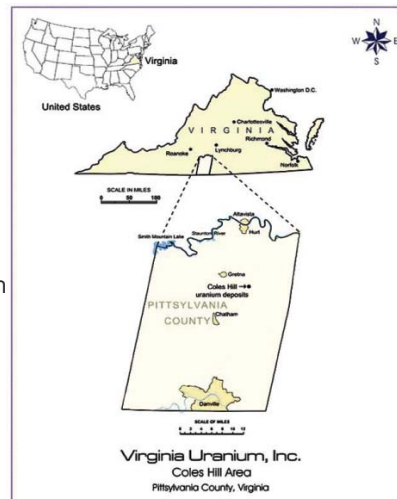 N
W E
S
Virginia
United States
Washington D.C.
Charlottesville
VIRGINIA
Richmond
Roanoke
Lynchburg
Norfolk
SCALE IN MILES
0 50 100
Altavista
Smith Mountain Lake
Staunton River
Hurt
Gretna
Coles Hill
uranium deposits
PITTSYLVANIA
COUNTY
Chatham
Danville
SCALE OF MILES
Virginia Uranium, Inc.
Coles Hill Area
Pittsylvania County, Virginia